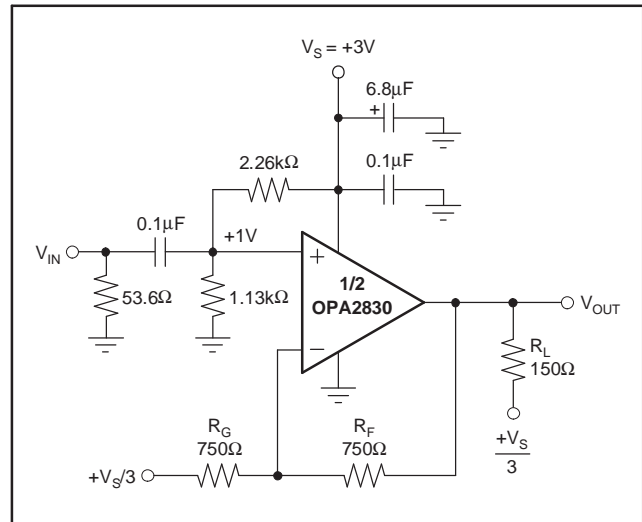 V_S = +3V
6.8µF
+
2.26kΩ
0.1µF
0.1µF
+1V
V_IN
+
1/2
OPA2830
53.6Ω
1.13kΩ
V_OUT
−
R_L
150Ω
R_G
750Ω
R_F
750Ω
+V_S/3
+V_S
3